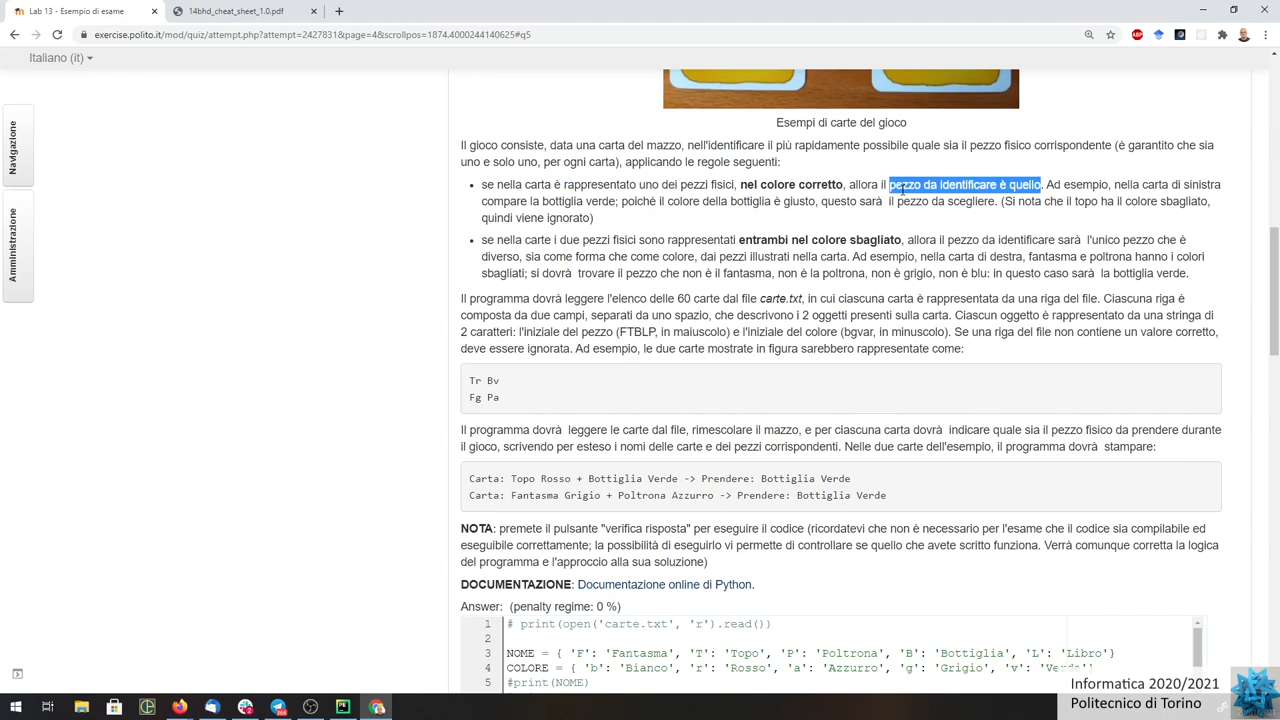 Lab 13 - Esempio di esame
14bhd_cheat_sheet_1.0.pdf
exercise.polito.it/mod/quiz/attempt.php?attempt=2427831&page=4&scrollpos=1874.4000244140625#q5
Italiano (it)
Navigazione
Amministrazione
Esempi di carte del gioco
Il gioco consiste, data una carta del mazzo, nell'identificare il più rapidamente possibile quale sia il pezzo fisico corrispondente (è garantito che sia
uno e solo uno, per ogni carta), applicando le regole seguenti:
se nella carta è rappresentato uno dei pezzi fisici, nel colore corretto, allora il pezzo da identificare è quello. Ad esempio, nella carta di sinistra
compare la bottiglia verde; poiché il colore della bottiglia è giusto, questo sarà il pezzo da scegliere. (Si nota che il topo ha il colore sbagliato,
quindi viene ignorato)
se nella carte i due pezzi fisici sono rappresentati entrambi nel colore sbagliato, allora il pezzo da identificare sarà l'unico pezzo che è
diverso, sia come forma che come colore, dai pezzi illustrati nella carta. Ad esempio, nella carta di destra, fantasma e poltrona hanno i colori
sbagliati; si dovrà trovare il pezzo che non è il fantasma, non è la poltrona, non è grigio, non è blu: in questo caso sarà la bottiglia verde.
Il programma dovrà leggere l'elenco delle 60 carte dal file carte.txt, in cui ciascuna carta è rappresentata da una riga del file. Ciascuna riga è
composta da due campi, separati da uno spazio, che descrivono i 2 oggetti presenti sulla carta. Ciascun oggetto è rappresentato da una stringa di
2 caratteri: l'iniziale del pezzo (FTBLP, in maiuscolo) e l'iniziale del colore (bgvar, in minuscolo). Se una riga del file non contiene un valore corretto,
deve essere ignorata. Ad esempio, le due carte mostrate in figura sarebbero rappresentate come:
Tr Bv
Fg Pa
Il programma dovrà leggere le carte dal file, rimescolare il mazzo, e per ciascuna carta dovrà indicare quale sia il pezzo fisico da prendere durante
il gioco, scrivendo per esteso i nomi delle carte e dei pezzi corrispondenti. Nelle due carte dell'esempio, il programma dovrà stampare:
Carta: Topo Rosso + Bottiglia Verde -> Prendere: Bottiglia Verde
Carta: Fantasma Grigio + Poltrona Azzurro -> Prendere: Bottiglia Verde
NOTA: premete il pulsante "verifica risposta" per eseguire il codice (ricordatevi che non è necessario per l'esame che il codice sia compilabile ed
eseguibile correttamente; la possibilità di eseguirlo vi permette di controllare se quello che avete scritto funziona. Verrà comunque corretta la logica
del programma e l'approccio alla sua soluzione)
DOCUMENTAZIONE: Documentazione online di Python.
Answer: (penalty regime: 0 %)
1 # print(open('carte.txt', 'r').read())
2
3 NOME = { 'F': 'Fantasma', 'T': 'Topo', 'P': 'Poltrona', 'B': 'Bottiglia', 'L': 'Libro'}
4 COLORE = { 'b': 'Bianco', 'r': 'Rosso', 'a': 'Azzurro', 'g': 'Grigio', 'v': 'Verde'}
5 #print(NOME)
Informatica 2020/2021
Politecnico di Torino